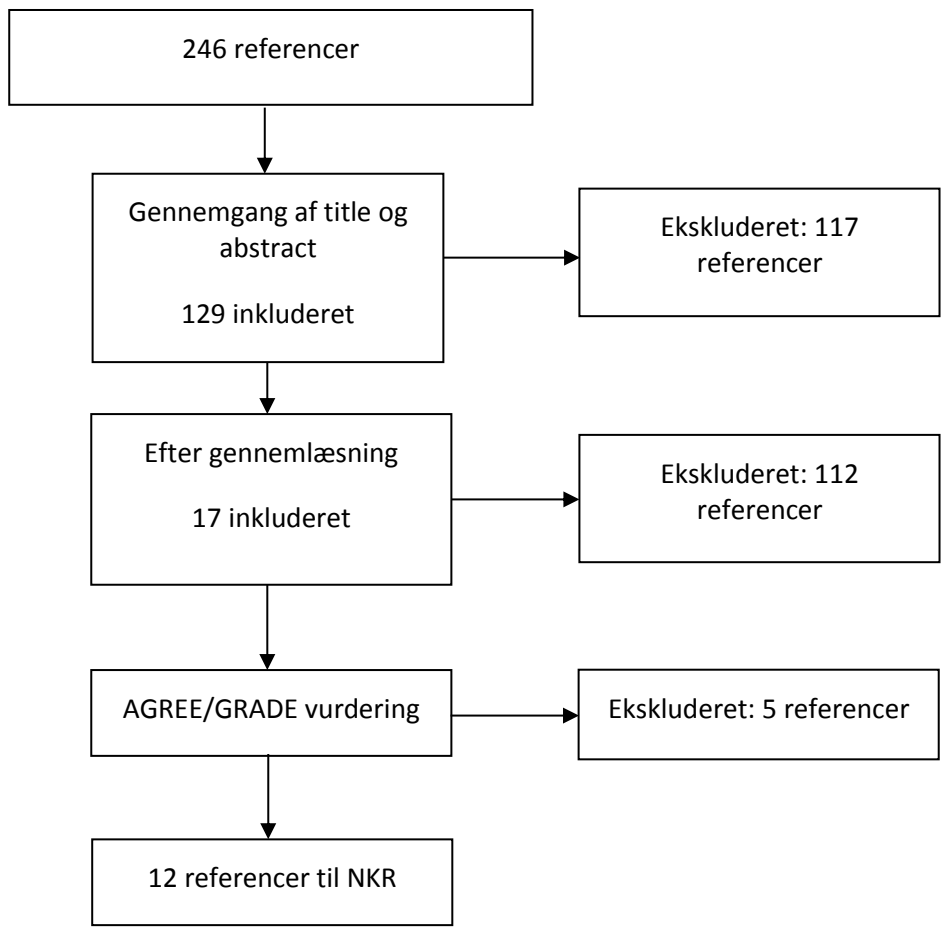 246 referencer
Gennemgang af title og
abstract
129 inkluderet
Ekskluderet: 117
referencer
Efter gennemlæsning
17 inkluderet
Ekskluderet: 112
referencer
AGREE/GRADE vurdering
Ekskluderet: 5 referencer
12 referencer til NKR